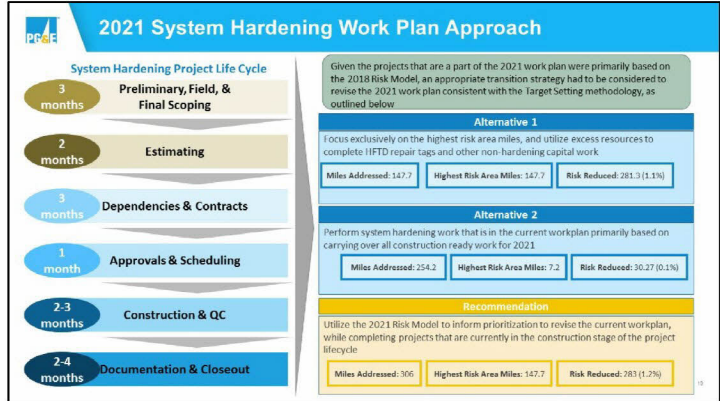 PG&E
2021 System Hardening Work Plan Approach
System Hardening Project Life Cycle
3
months
Preliminary, Field, &
Final Scoping
2
months
Estimating
3
months
Dependencies & Contracts
1
month
Approvals & Scheduling
2-3
months
Construction & QC
2-4
months
Documentation & Closeout
Given the projects that are a part of the 2021 work plan were primarily based on
the 2018 Risk Model, an appropriate transition strategy had to be considered to
revise the 2021 work plan consistent with the Target Setting methodology, as
outlined below
Alternative 1
Focus exclusively on the highest risk area miles, and utilize excess resources to
complete HFTD repair tags and other non-hardening capital work
Miles Addressed: 147.7 Highest Risk Area Miles: 147.7 Risk Reduced: 281.3 (1.1%)
Alternative 2
Perform system hardening work that is in the current workplan primarily based on
carrying over all construction ready work for 2021
Miles Addressed: 254.2 Highest Risk Area Miles: 7.2 Risk Reduced: 30.27 (0.1%)
Recommendation
Utilize the 2021 Risk Model to inform prioritization to revise the current workplan,
while completing projects that are currently in the construction stage of the project
lifecycle
Miles Addressed: 306 Highest Risk Area Miles: 147.7 Risk Reduced: 283 (1.2%)